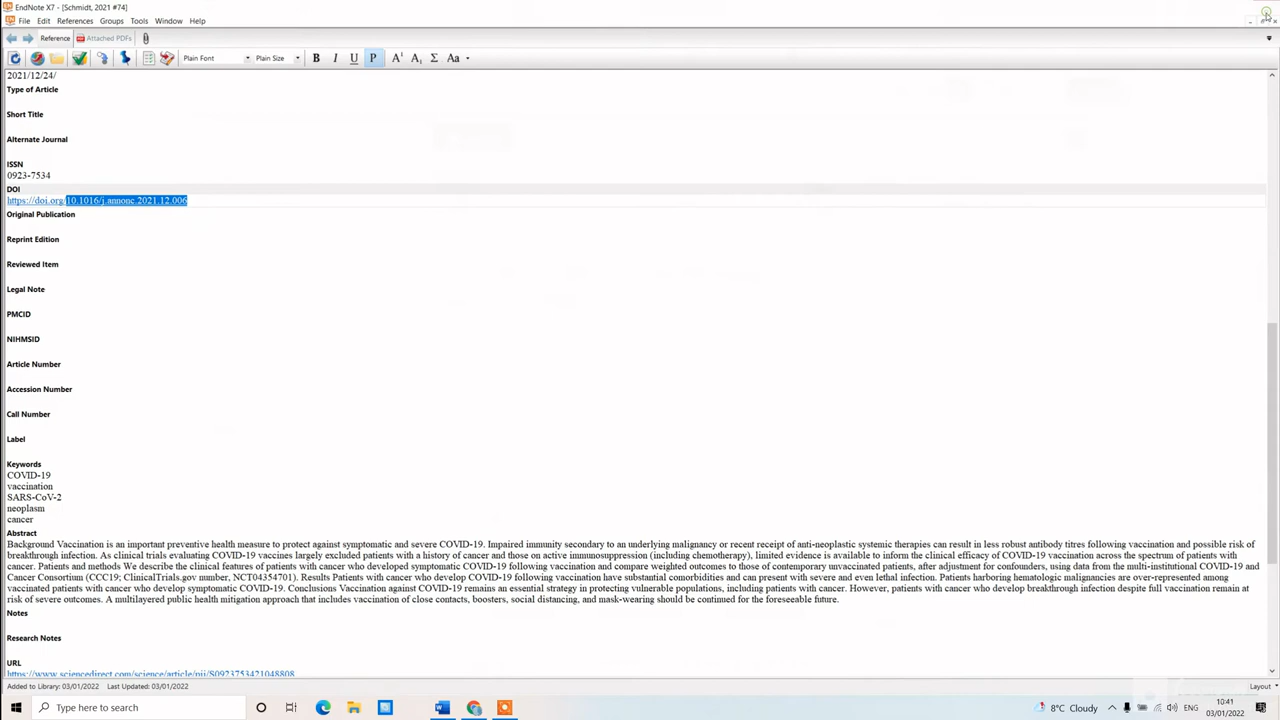 EndNote X7 - [Schmidt, 2021 #74]
File Edit References Groups Tools Window Help
Reference Attached PDFs
Plain Font Plain Size B I U P A¹ A₁ Σ Aa
2021/12/24/
Type of Article
Short Title
Alternate Journal
ISSN
0923-7534
DOI
https://doi.org/10.1016/j.annonc.2021.12.006
Original Publication
Reprint Edition
Reviewed Item
Legal Note
PMCID
NIHMSID
Article Number
Accession Number
Call Number
Label
Keywords
COVID-19
vaccination
SARS-CoV-2
neoplasm
cancer
Abstract
Background Vaccination is an important preventive health measure to protect against symptomatic and severe COVID-19. Impaired immunity secondary to an underlying malignancy or recent receipt of anti-neoplastic systemic therapies can result in less robust antibody titres following vaccination and possible risk of
breakthrough infection. As clinical trials evaluating COVID-19 vaccines largely excluded patients with a history of cancer and those on active immunosuppression (including chemotherapy), limited evidence is available to inform the clinical efficacy of COVID-19 vaccination across the spectrum of patients with
cancer. Patients and methods We describe the clinical features of patients with cancer who developed symptomatic COVID-19 following vaccination and compare weighted outcomes to those of contemporary unvaccinated patients, after adjustment for confounders, using data from the multi-institutional COVID-19 and
Cancer Consortium (CCC19; ClinicalTrials.gov number, NCT04354701). Results Patients with cancer who develop COVID-19 following vaccination have substantial comorbidities and can present with severe and even lethal infection. Patients harboring hematologic malignancies are over-represented among
vaccinated patients with cancer who develop symptomatic COVID-19. Conclusions Vaccination against COVID-19 remains an essential strategy in protecting vulnerable populations, including patients with cancer. However, patients with cancer who develop breakthrough infection despite full vaccination remain at
risk of severe outcomes. A multilayered public health mitigation approach that includes vaccination of close contacts, boosters, social distancing, and mask-wearing should be continued for the foreseeable future.
Notes
Research Notes
URL
https://www.sciencedirect.com/science/article/pii/S0923753421048808
Added to Library: 03/01/2022 Last Updated: 03/01/2022 Layout
Type here to search 8°C Cloudy ENG 10:41
03/01/2022